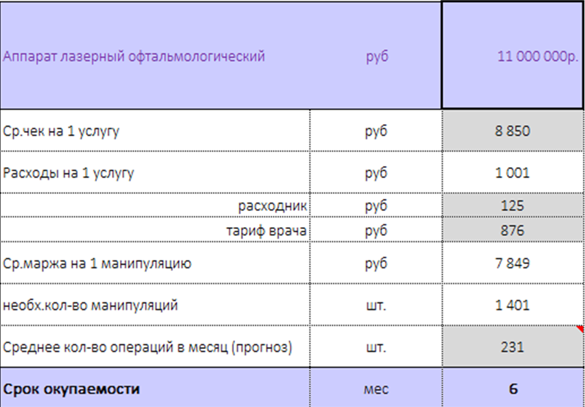 Аппарат лазерный офтальмологический руб 11 000 000р.
Ср.чек на 1 услугу руб 8 850
Расходы на 1 услугу руб 1 001
расходник руб 125
тариф врача руб 876
Ср.маржа на 1 манипуляцию руб 7 849
необх.кол-во манипуляций шт. 1 401
Среднее кол-во операций в месяц (прогноз) шт. 231
Срок окупаемости мес 6